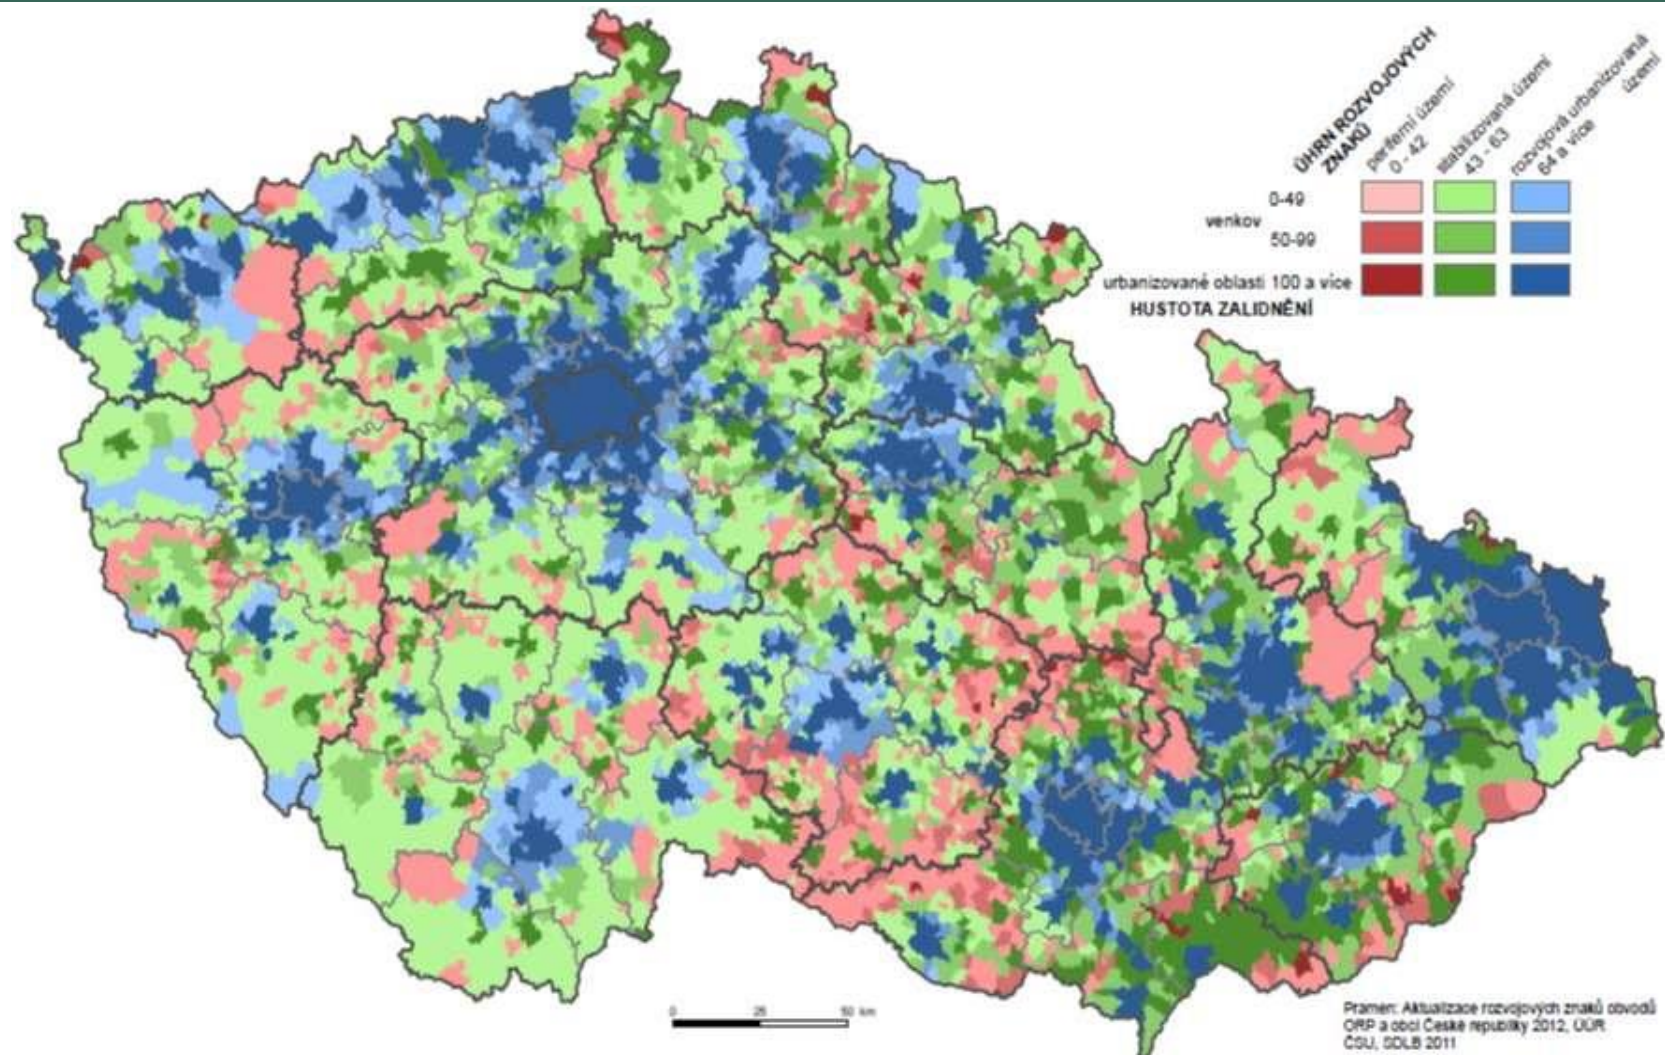 ÚHRN ROZVOJOVÝCH
ZNAKŮ
periferní území
0 - 42
stabilizovaná území
43 - 63
rozvojová urbanizovaná
území
64 a více
0-49
venkov
50-99
urbanizované oblasti 100 a více
HUSTOTA ZALIDNĚNÍ
0 25 50 km
Pramen: Aktualizace rozvojových znaků obvodů
ORP a obcí České republiky 2012, ÚÚR
ČSÚ, SDLB 2011